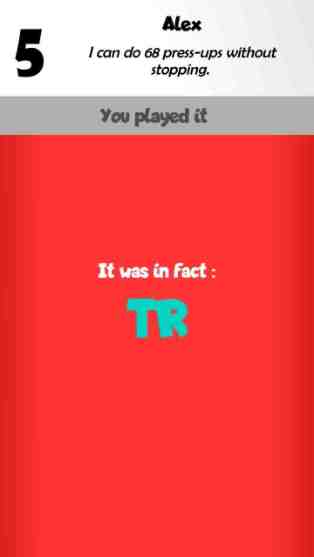 Alex
5
I can do 68 press-ups without
stopping.
You played it
It was in fact :
TR